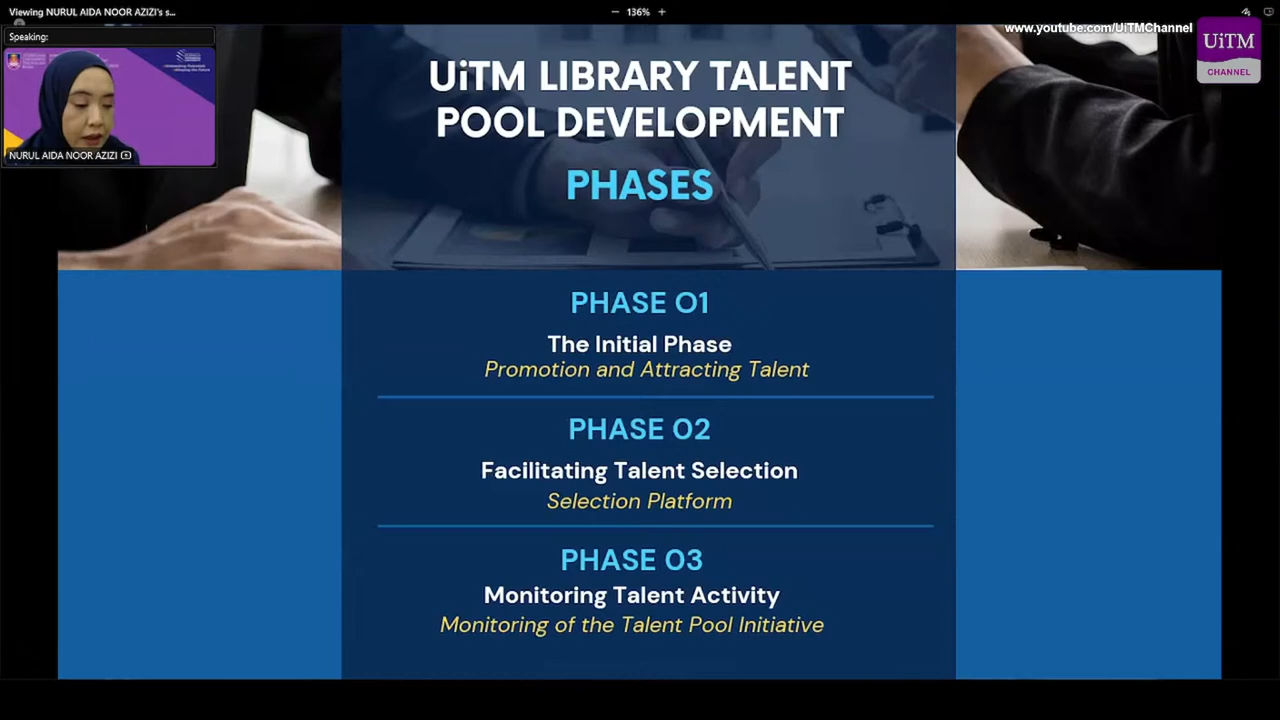 Viewing NURUL AIDA NOOR AZIZI's s...
136%
www.youtube.com/UiTMChannel
UiTM
CHANNEL
Speaking:
NURUL AIDA NOOR AZIZI
UiTM LIBRARY TALENT
POOL DEVELOPMENT
PHASES
PHASE 01
The Initial Phase
Promotion and Attracting Talent
PHASE 02
Facilitating Talent Selection
Selection Platform
PHASE 03
Monitoring Talent Activity
Monitoring of the Talent Pool Initiative